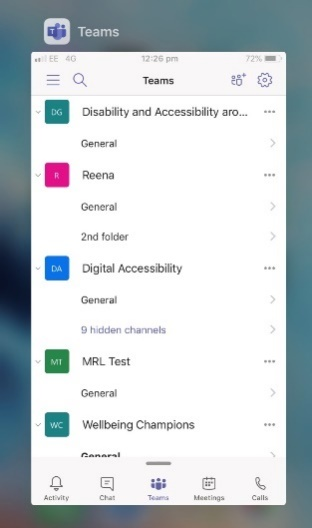 Teams
EE 4G 12:26 pm 72%
Teams
DG Disability and Accessibility aro...
General
R Reena
General
2nd folder
DA Digital Accessibility
General
9 hidden channels
MT MRL Test
General
WC Wellbeing Champions
General
Activity Chat Teams Meetings Calls